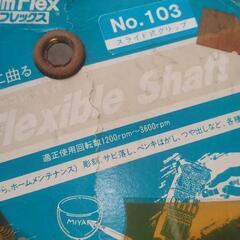 mFlex
フレックス
No.103
スライド式グリップ
に曲る
Flexible Shaft
適正使用回転数1200rpm〜3600rpm
ら、ホームメンテナンス) 彫刻、サビ落し、ペンキはがし、つや出しなど、各種
MIYA